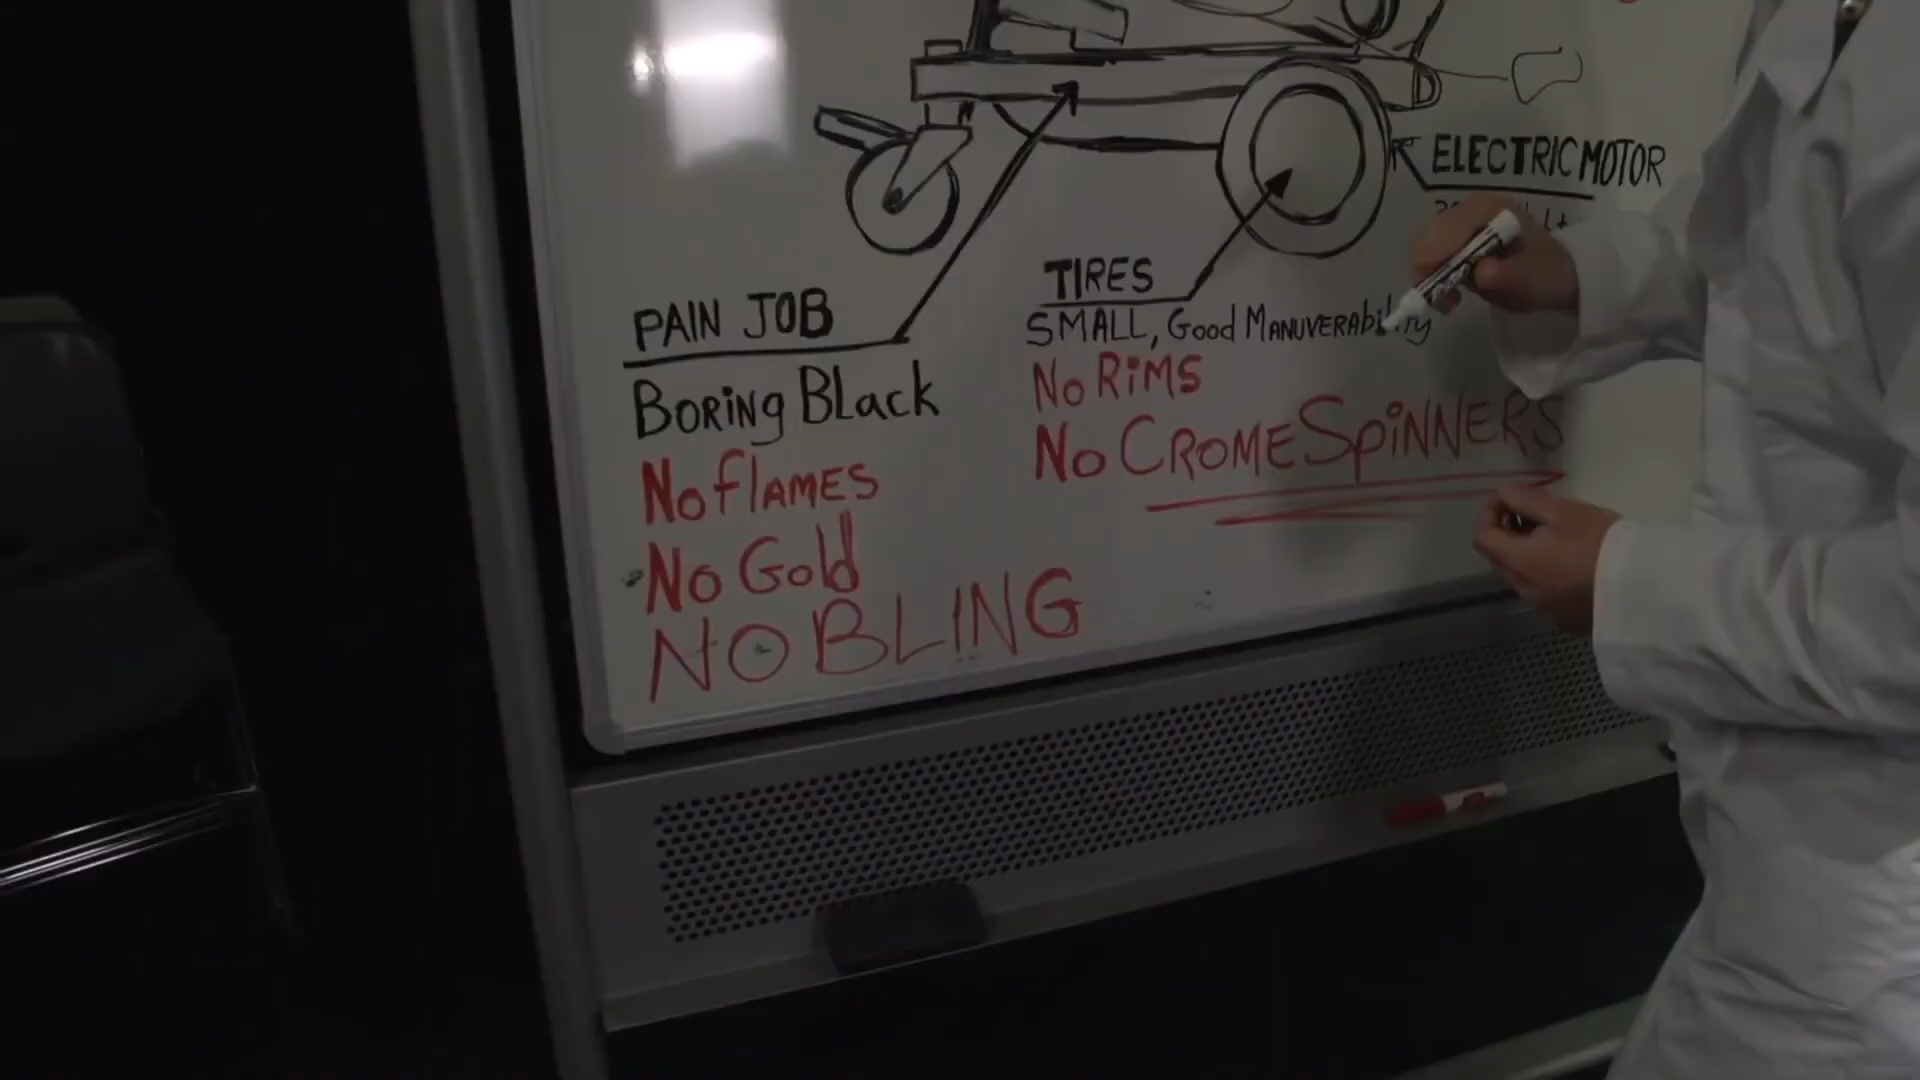 ELECTRIC MOTOR
TIRES
SMALL, Good MANUVERABiliTy
No RiMS
No CROME SpiNNERS
PAIN JOB
BORiNg BLack
No flAMES
No Gold
NO BLING